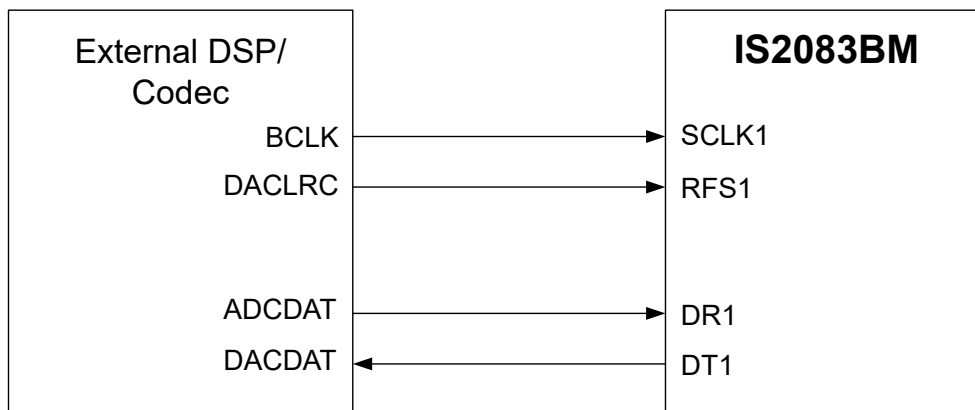 External DSP/
Codec
BCLK
DACLRC
ADCDAT
DACDAT
IS2083BM
SCLK1
RFS1
DR1
DT1